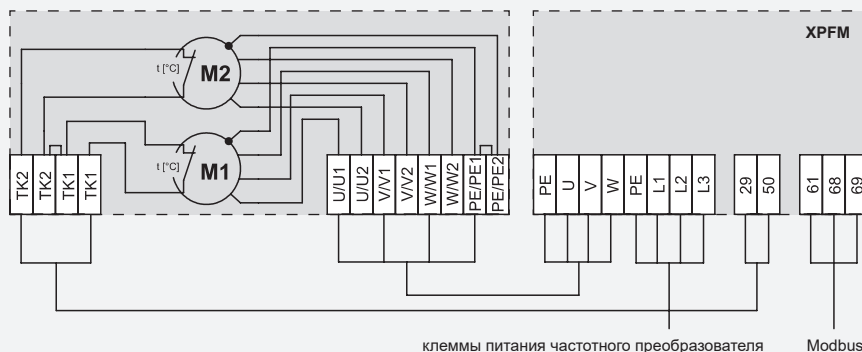 XPFM
t [°C]
M2
t [°C]
M1
TK2
TK2
TK1
TK1
U/U1
U/U2
V/V1
V/V2
W/W1
W/W2
PE/PE1
PE/PE2
PE
U
V
W
PE
L1
L2
L3
29
50
61
68
69
клеммы питания частотного преобразователя
Modbus